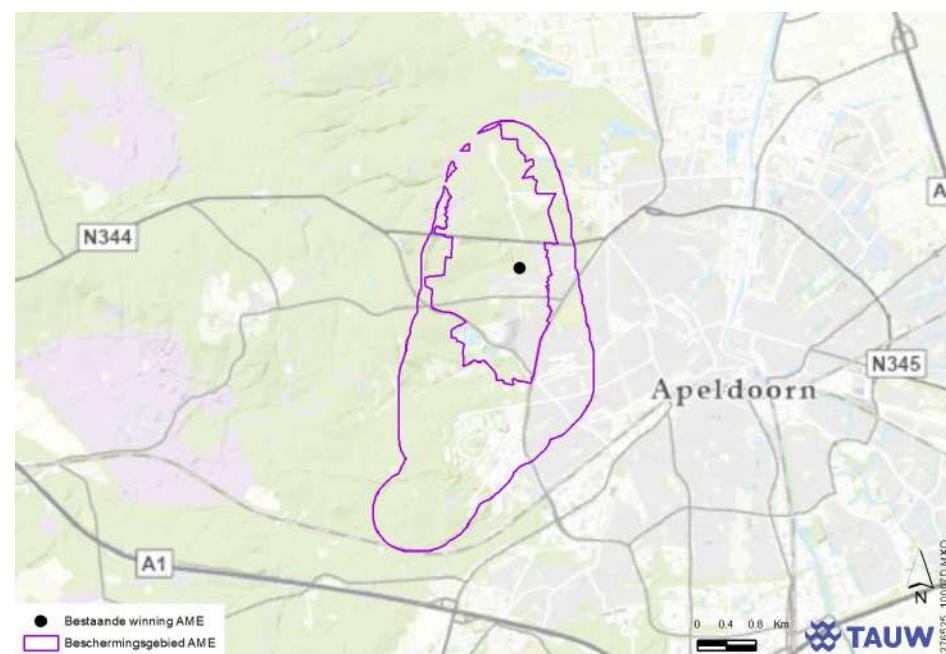 N344
A
N345
Apeldoorn
A1
Bestaande winning AME
Beschermingsgebied AME
0 0.4 0.8 Km
N
TAUW